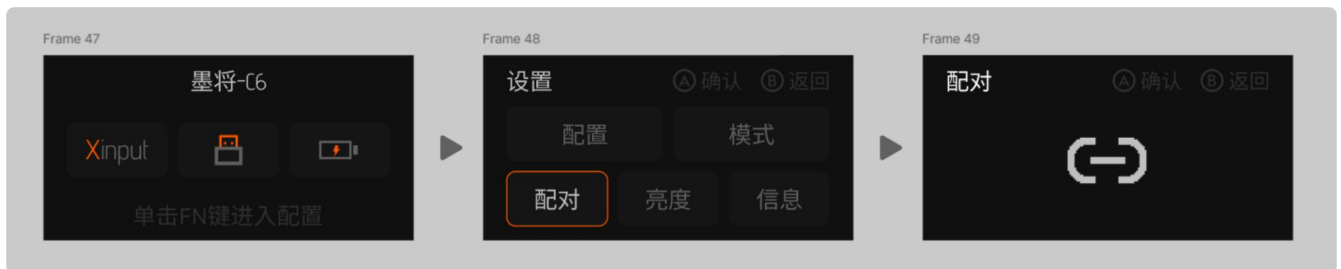 Frame 47
墨将-C6
Xinput
单击FN键进入配置
Frame 48
设置 Ⓐ 确认 Ⓑ 返回
配置 模式
配对 亮度 信息
Frame 49
配对 Ⓐ 确认 Ⓑ 返回